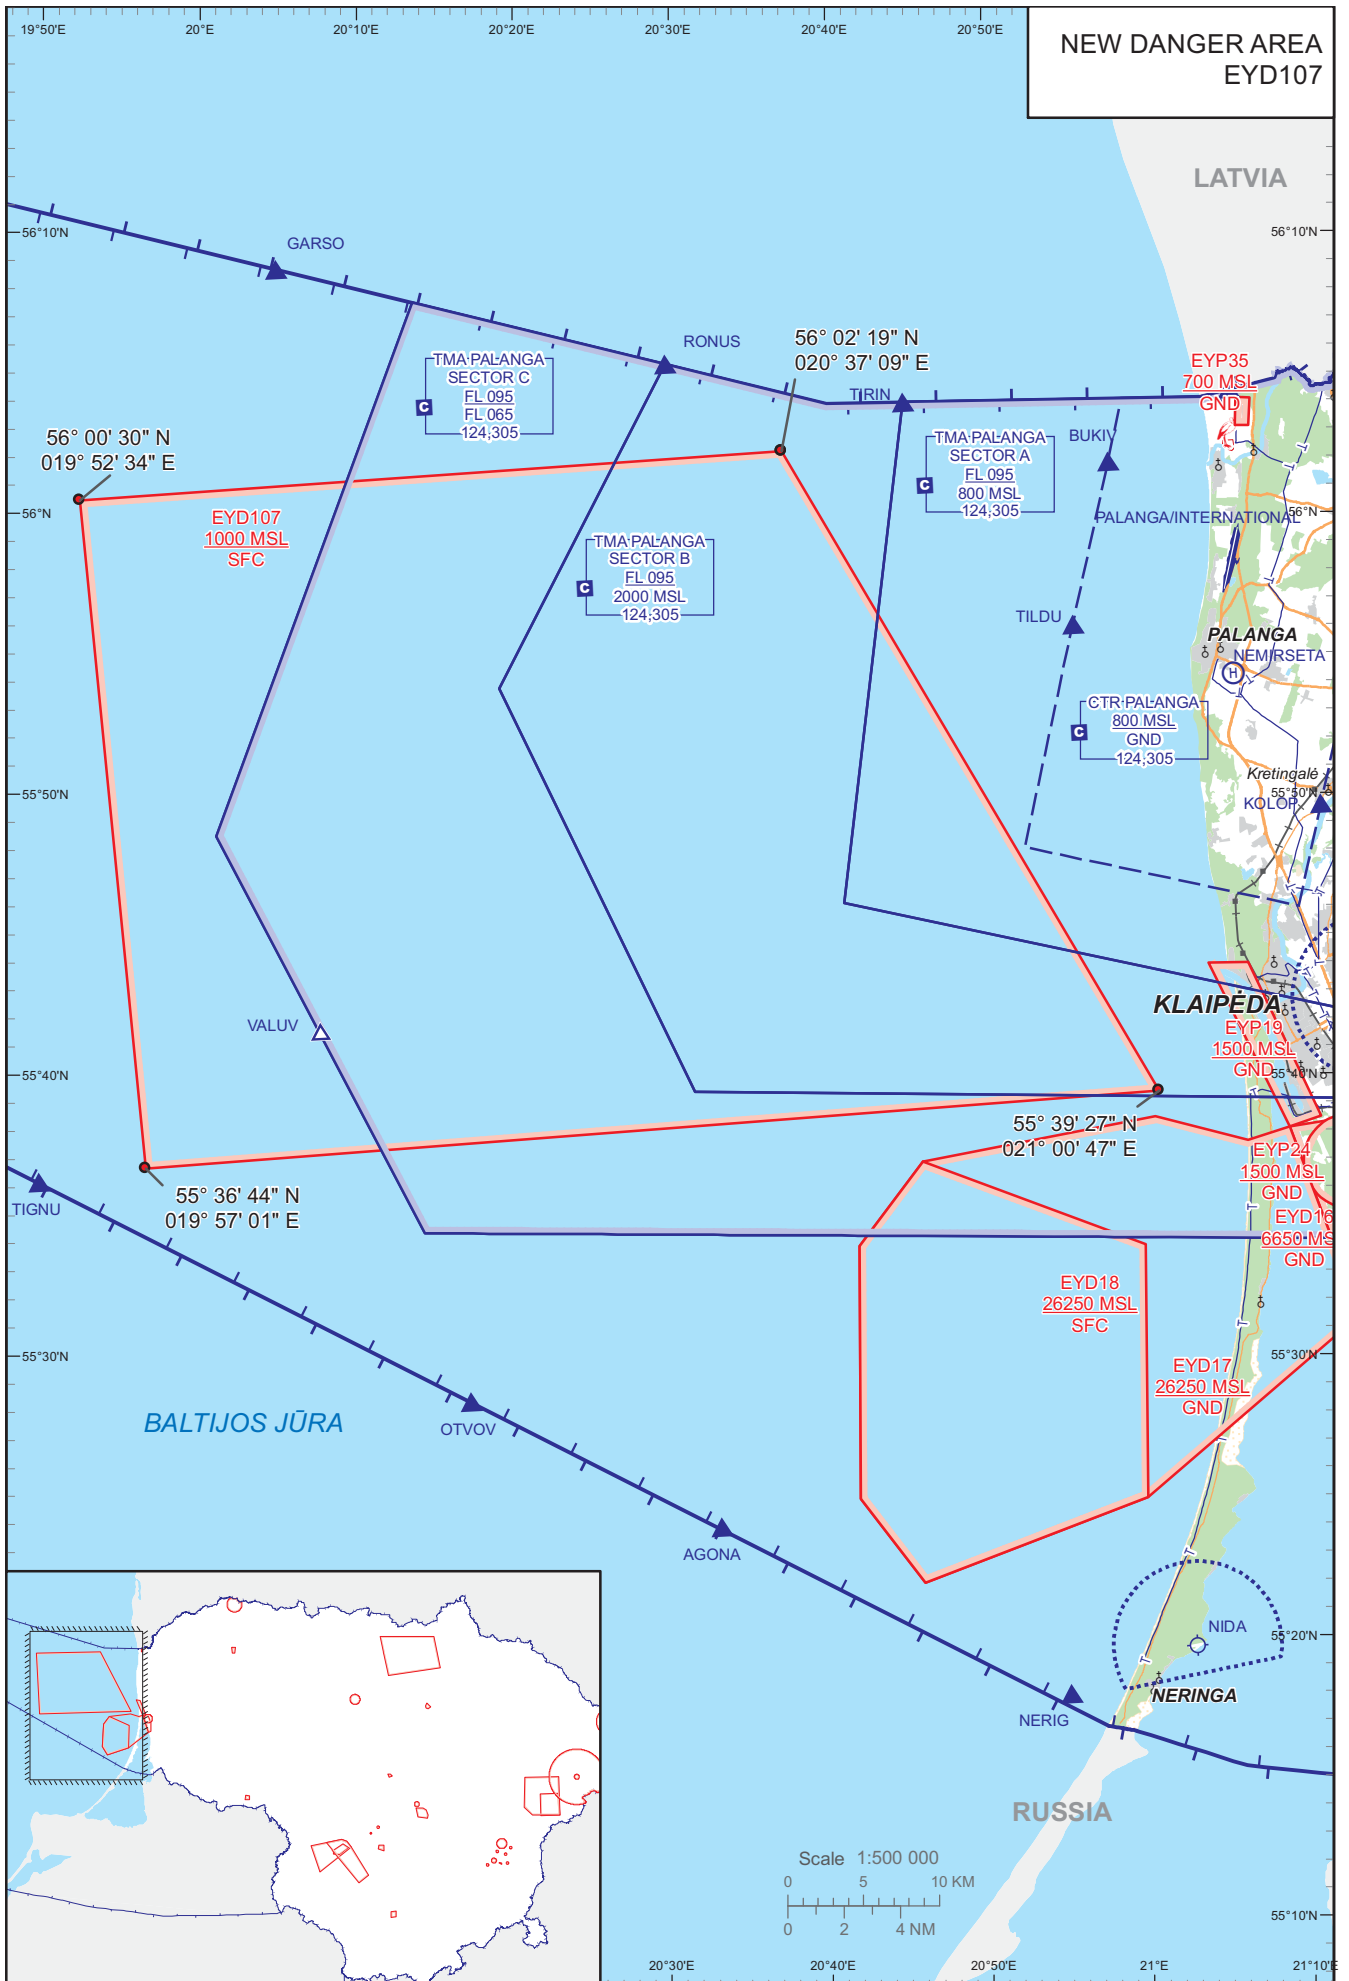 19°50'E
20°E
20°10'E
20°20'E
20°30'E
20°40'E
20°50'E
NEW DANGER AREA
EYD107
LATVIA
56°10'N
56°10'N
GARSO
RONUS
56° 02' 19" N
020° 37' 09" E
TMA PALANGA
SECTOR C
FL 095
FL 065
124,305
C
TIRIN
EYP35
700 MSL
GND
BUKIV
TMA PALANGA
SECTOR A
FL 095
800 MSL
124,305
C
56° 00' 30" N
019° 52' 34" E
56°N
56°N
EYD107
1000 MSL
SFC
PALANGA/INTERNATIONAL
TMA PALANGA
SECTOR B
FL 095
2000 MSL
124,305
C
TILDU
PALANGA
NEMIRSETA
H
CTR PALANGA
800 MSL
GND
124,305
C
Kretingalė
55°50'N
55°50'N
KOLOP
KLAIPĖDA
VALUV
EYP19
1500 MSL
GND
55°40'N
55°40'N
55° 39' 27" N
021° 00' 47" E
EYP24
1500 MSL
GND
55° 36' 44" N
019° 57' 01" E
TIGNU
EYD16
6650 MS
GND
EYD18
26250 MSL
SFC
55°30'N
55°30'N
EYD17
26250 MSL
GND
BALTIJOS JŪRA
OTVOV
AGONA
NIDA
55°20'N
NERINGA
NERIG
RUSSIA
Scale 1:500 000
0 5 10 KM
0 2 4 NM
55°10'N
20°30'E
20°40'E
20°50'E
21°E
21°10'E